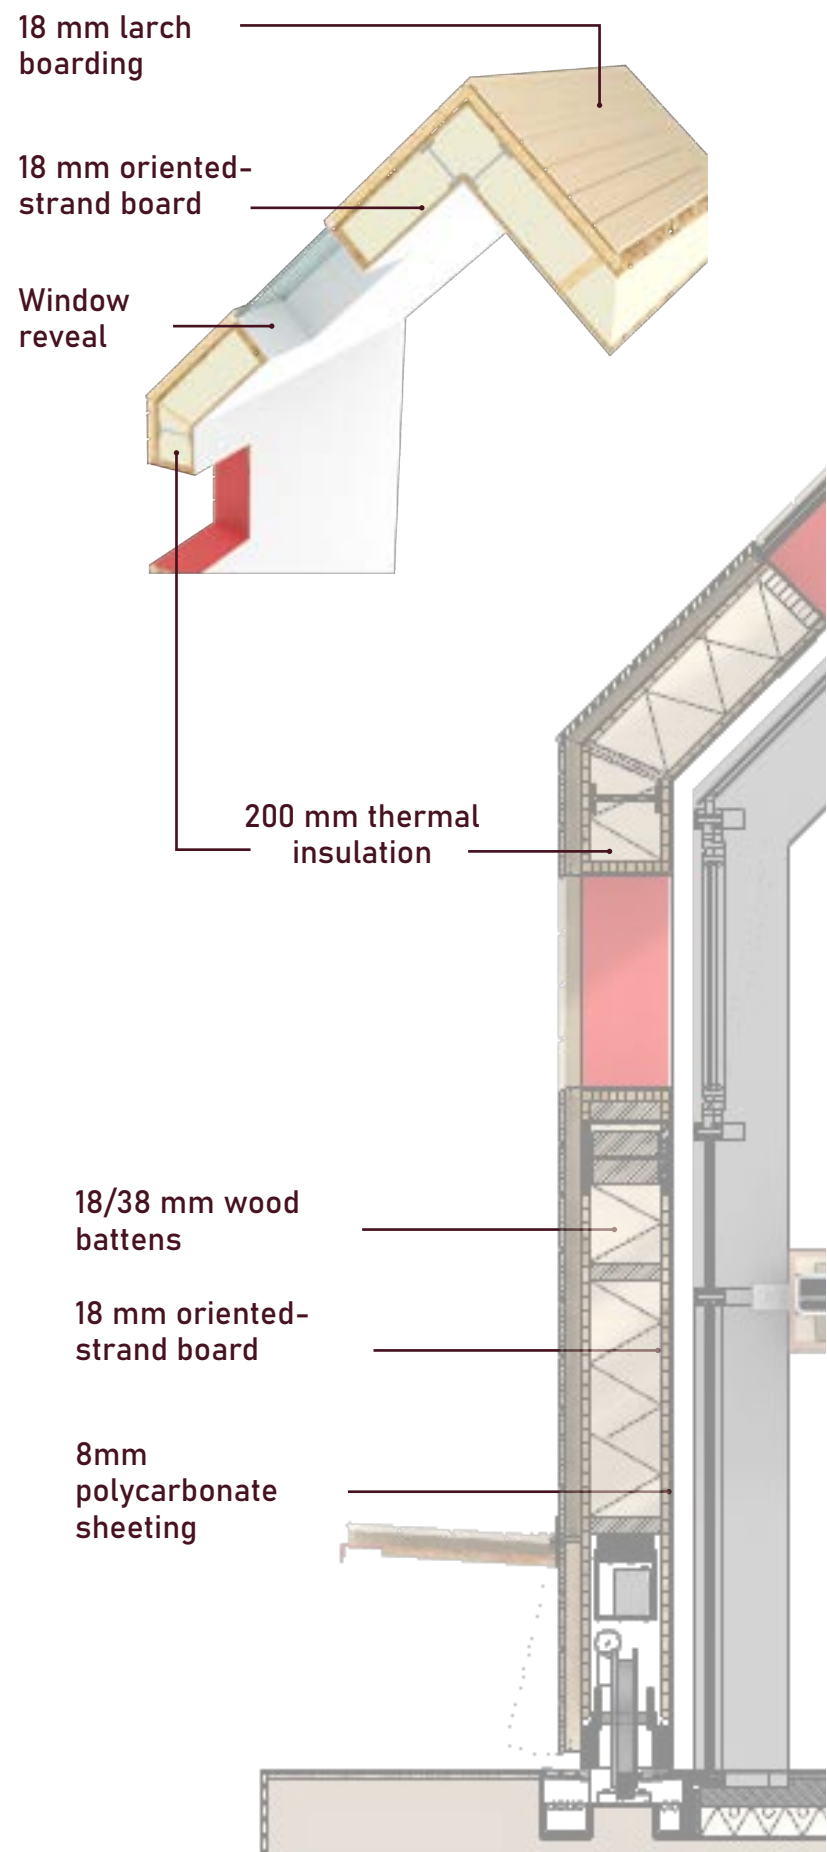 18 mm larch
boarding
18 mm oriented-
strand board
Window
reveal
200 mm thermal
insulation
18/38 mm wood
battens
18 mm oriented-
strand board
8mm
polycarbonate
sheeting